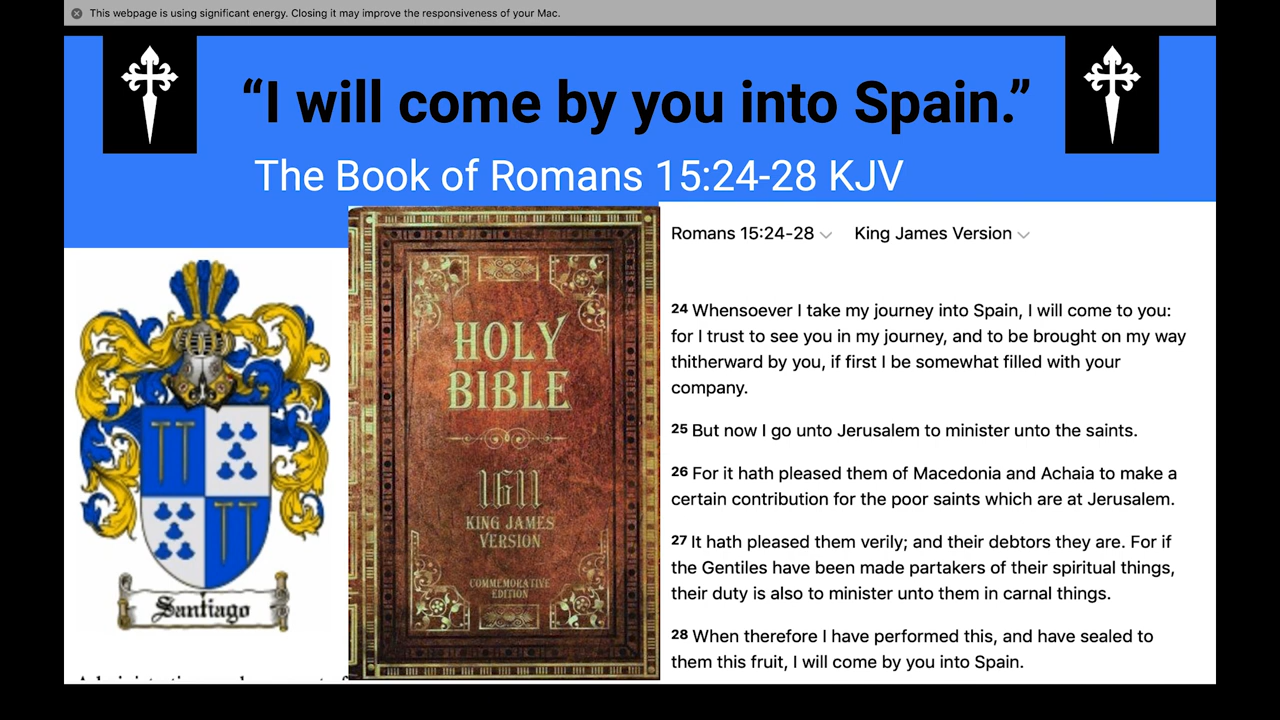 This webpage is using significant energy. Closing it may improve the responsiveness of your Mac.
“I will come by you into Spain.”
The Book of Romans 15:24-28 KJV
Santiago
HOLY
BIBLE
1611
KING JAMES
VERSION
COMMEMORATIVE
EDITION
Romans 15:24-28 King James Version
24 Whensoever I take my journey into Spain, I will come to you:
for I trust to see you in my journey, and to be brought on my way
thitherward by you, if first I be somewhat filled with your
company.
25 But now I go unto Jerusalem to minister unto the saints.
26 For it hath pleased them of Macedonia and Achaia to make a
certain contribution for the poor saints which are at Jerusalem.
27 It hath pleased them verily; and their debtors they are. For if
the Gentiles have been made partakers of their spiritual things,
their duty is also to minister unto them in carnal things.
28 When therefore I have performed this, and have sealed to
them this fruit, I will come by you into Spain.